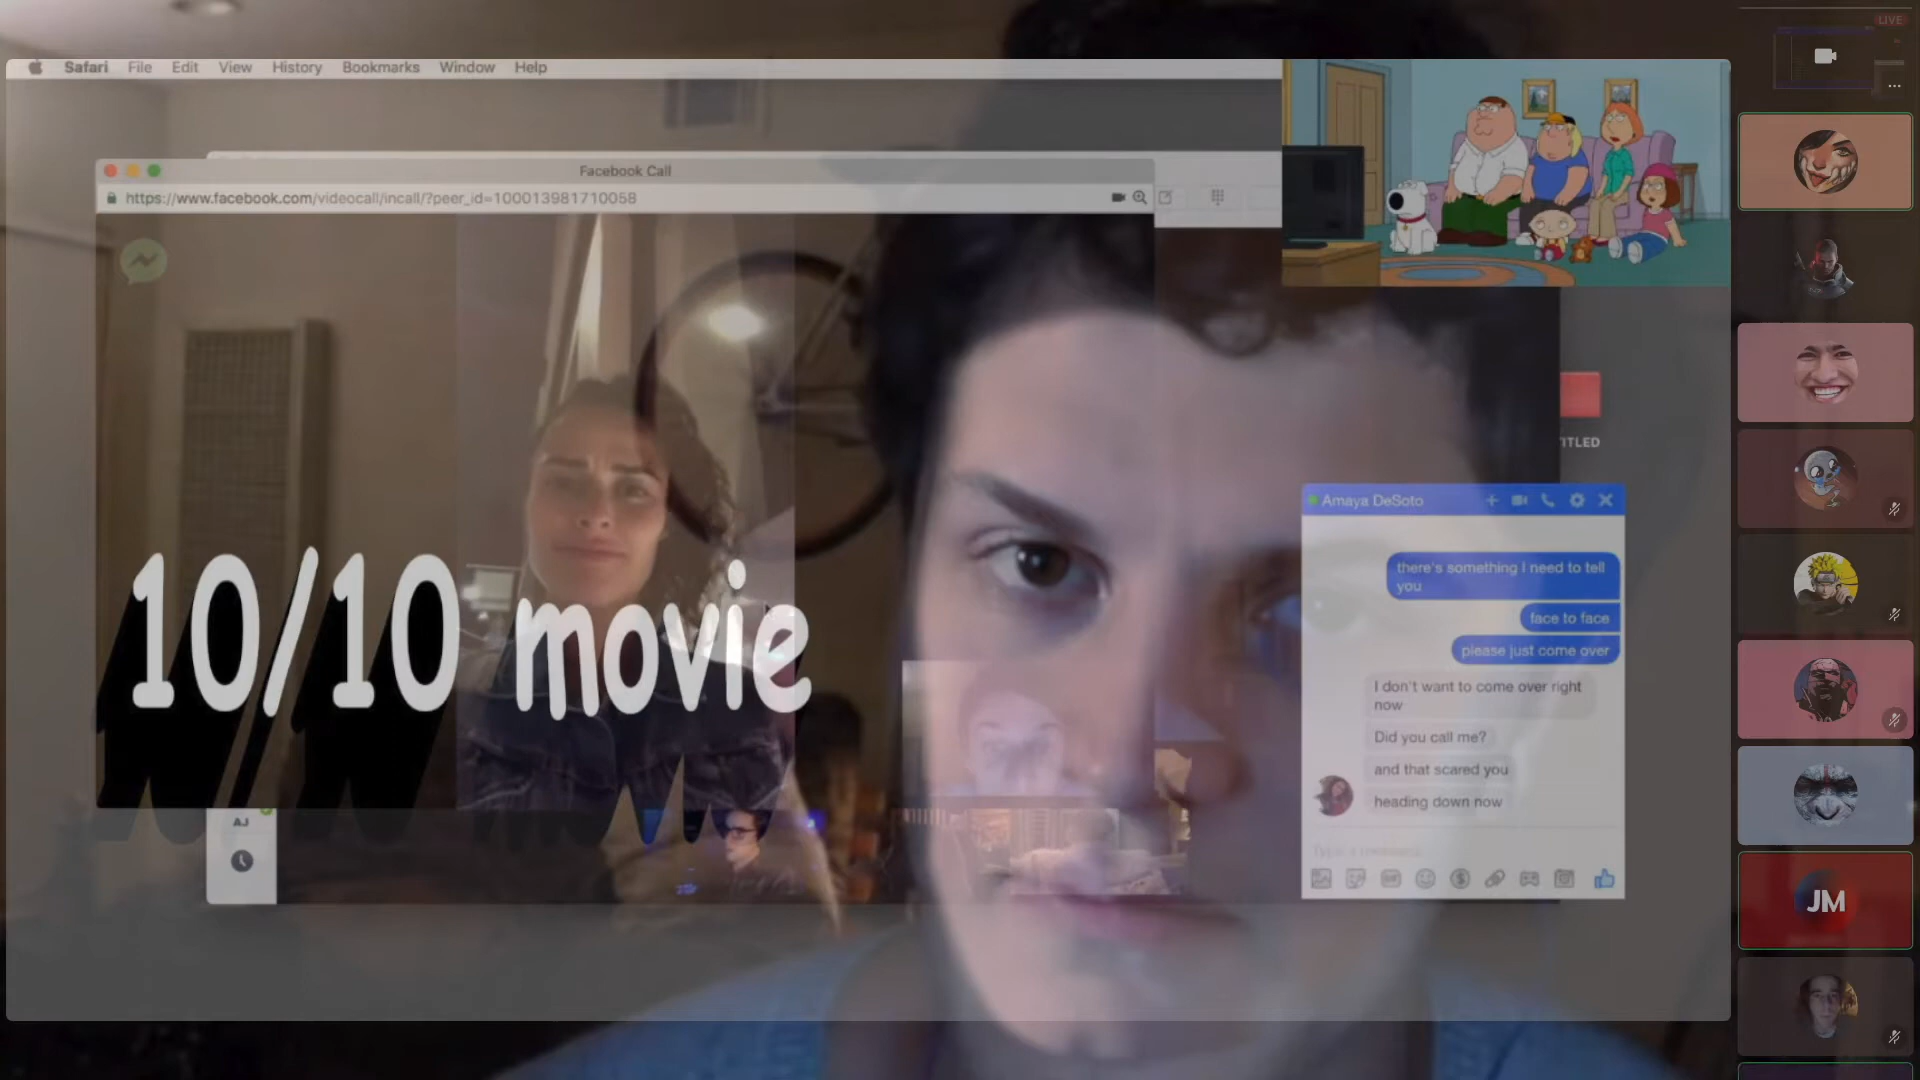 LIVE
Safari File Edit View History Bookmarks Window Help
Facebook Call
https://www.facebook.com/videocall/incall/?peer_id=100013981710058
Amaya DeSoto
there's something I need to tell
you
face to face
please just come over
I don't want to come over right
now
Did you call me?
and that scared you
heading down now
10/10 movie
AJ
JM